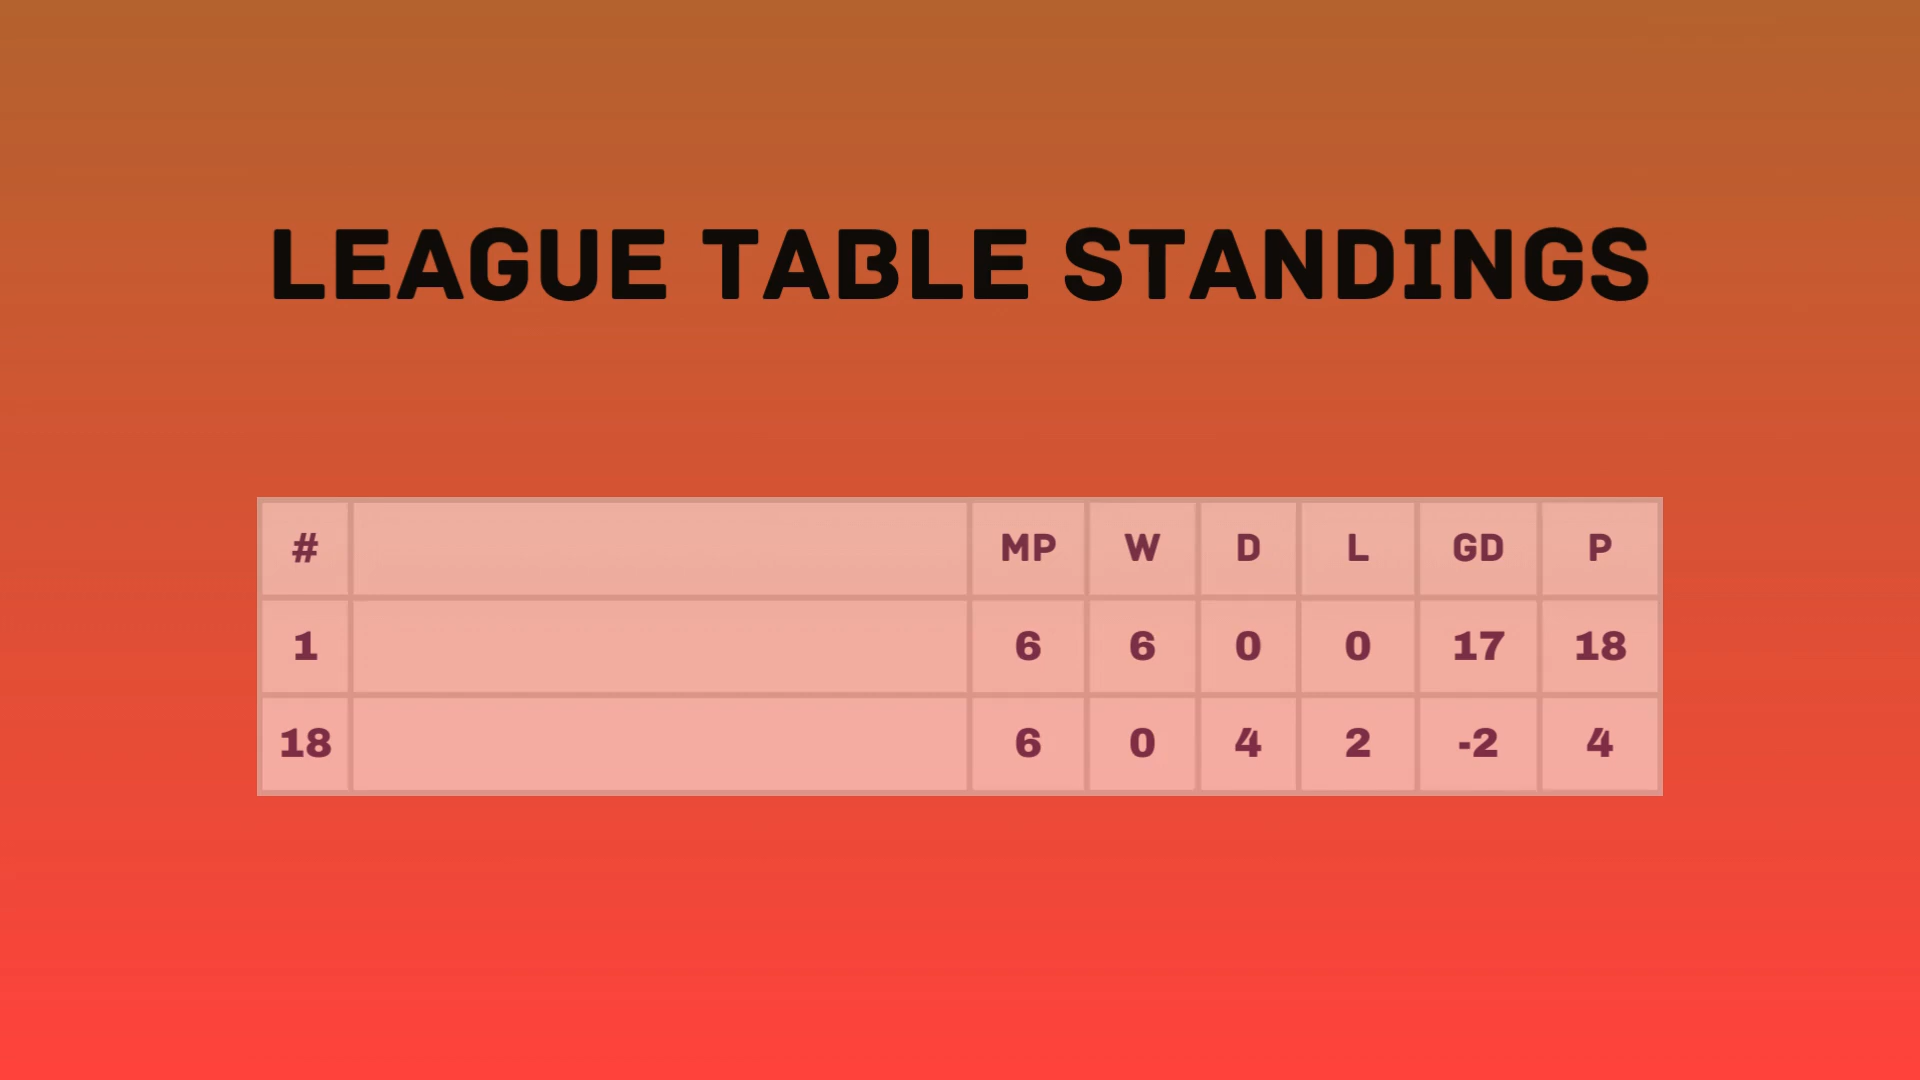 LEAGUE TABLE STANDINGS
# MP W D L GD P
1 6 6 0 0 17 18
18 6 0 4 2 -2 4